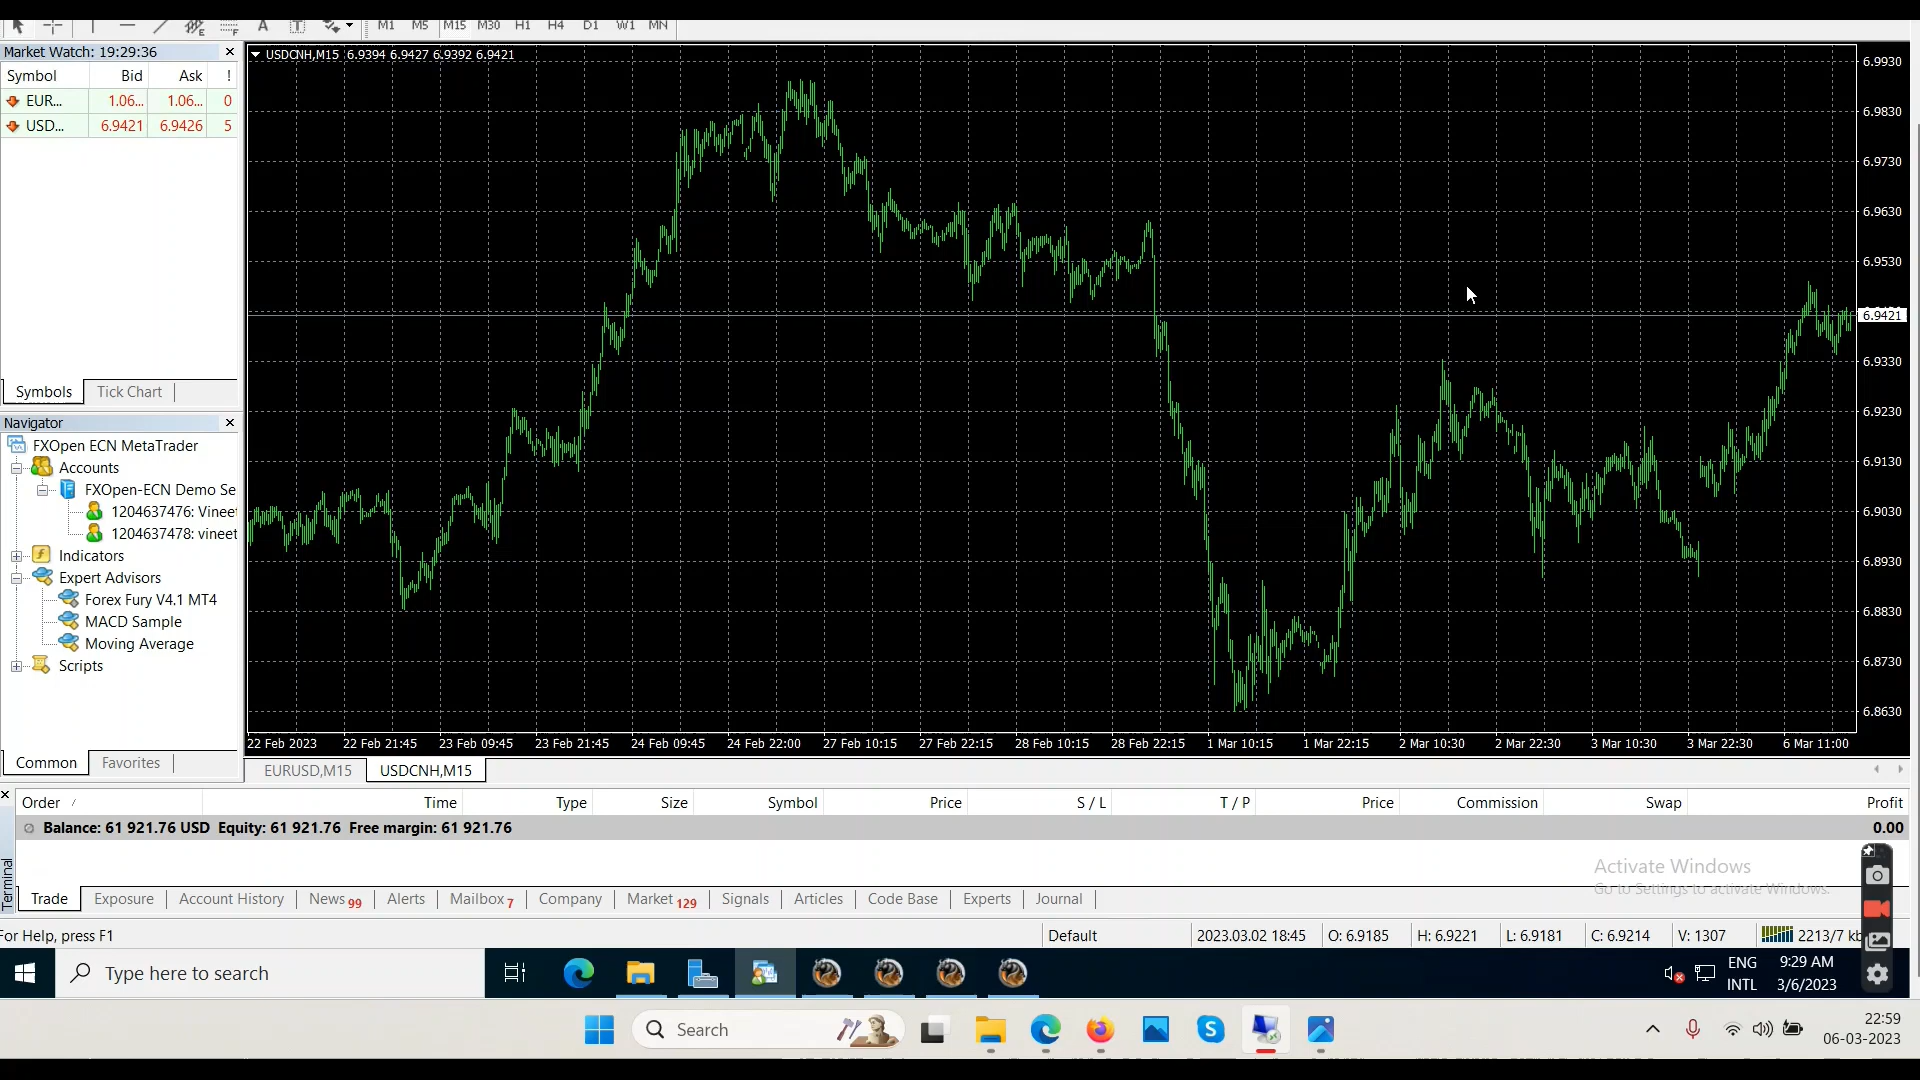 A T E F
M1 M5 M15 M30 H1 H4 D1 W1 MN
Market Watch: 19:29:36
Symbol Bid Ask !
EUR... 1.06... 1.06... 0
USD... 6.9421 6.9426 5
Symbols Tick Chart
Navigator
FXOpen ECN MetaTrader
Accounts
FXOpen-ECN Demo Se
1204637476: Vineet
1204637478: vineet
Indicators
Expert Advisors
Forex Fury V4.1 MT4
MACD Sample
Moving Average
Scripts
Common Favorites
USDCNH,M15 6.9394 6.9427 6.9392 6.9421
6.9930
6.9830
6.9730
6.9630
6.9530
6.9421
6.9330
6.9230
6.9130
6.9030
6.8930
6.8830
6.8730
6.8630
22 Feb 2023 22 Feb 21:45 23 Feb 09:45 23 Feb 21:45 24 Feb 09:45 24 Feb 22:00 27 Feb 10:15 27 Feb 22:15 28 Feb 10:15 28 Feb 22:15 1 Mar 10:15 1 Mar 22:15 2 Mar 10:30 2 Mar 22:30 3 Mar 10:30 3 Mar 22:30 6 Mar 11:00
EURUSD,M15 USDCNH,M15
Order / Time Type Size Symbol Price S / L T / P Price Commission Swap Profit
Balance: 61 921.76 USD Equity: 61 921.76 Free margin: 61 921.76 0.00
Activate Windows
Go to Settings to activate Windows.
Terminal
Trade Exposure Account History News 99 Alerts Mailbox 7 Company Market 129 Signals Articles Code Base Experts Journal
For Help, press F1 Default 2023.03.02 18:45 O: 6.9185 H: 6.9221 L: 6.9181 C: 6.9214 V: 1307 2213/7 kb
Type here to search ENG 9:29 AM
INTL 3/6/2023
Search 22:59
06-03-2023